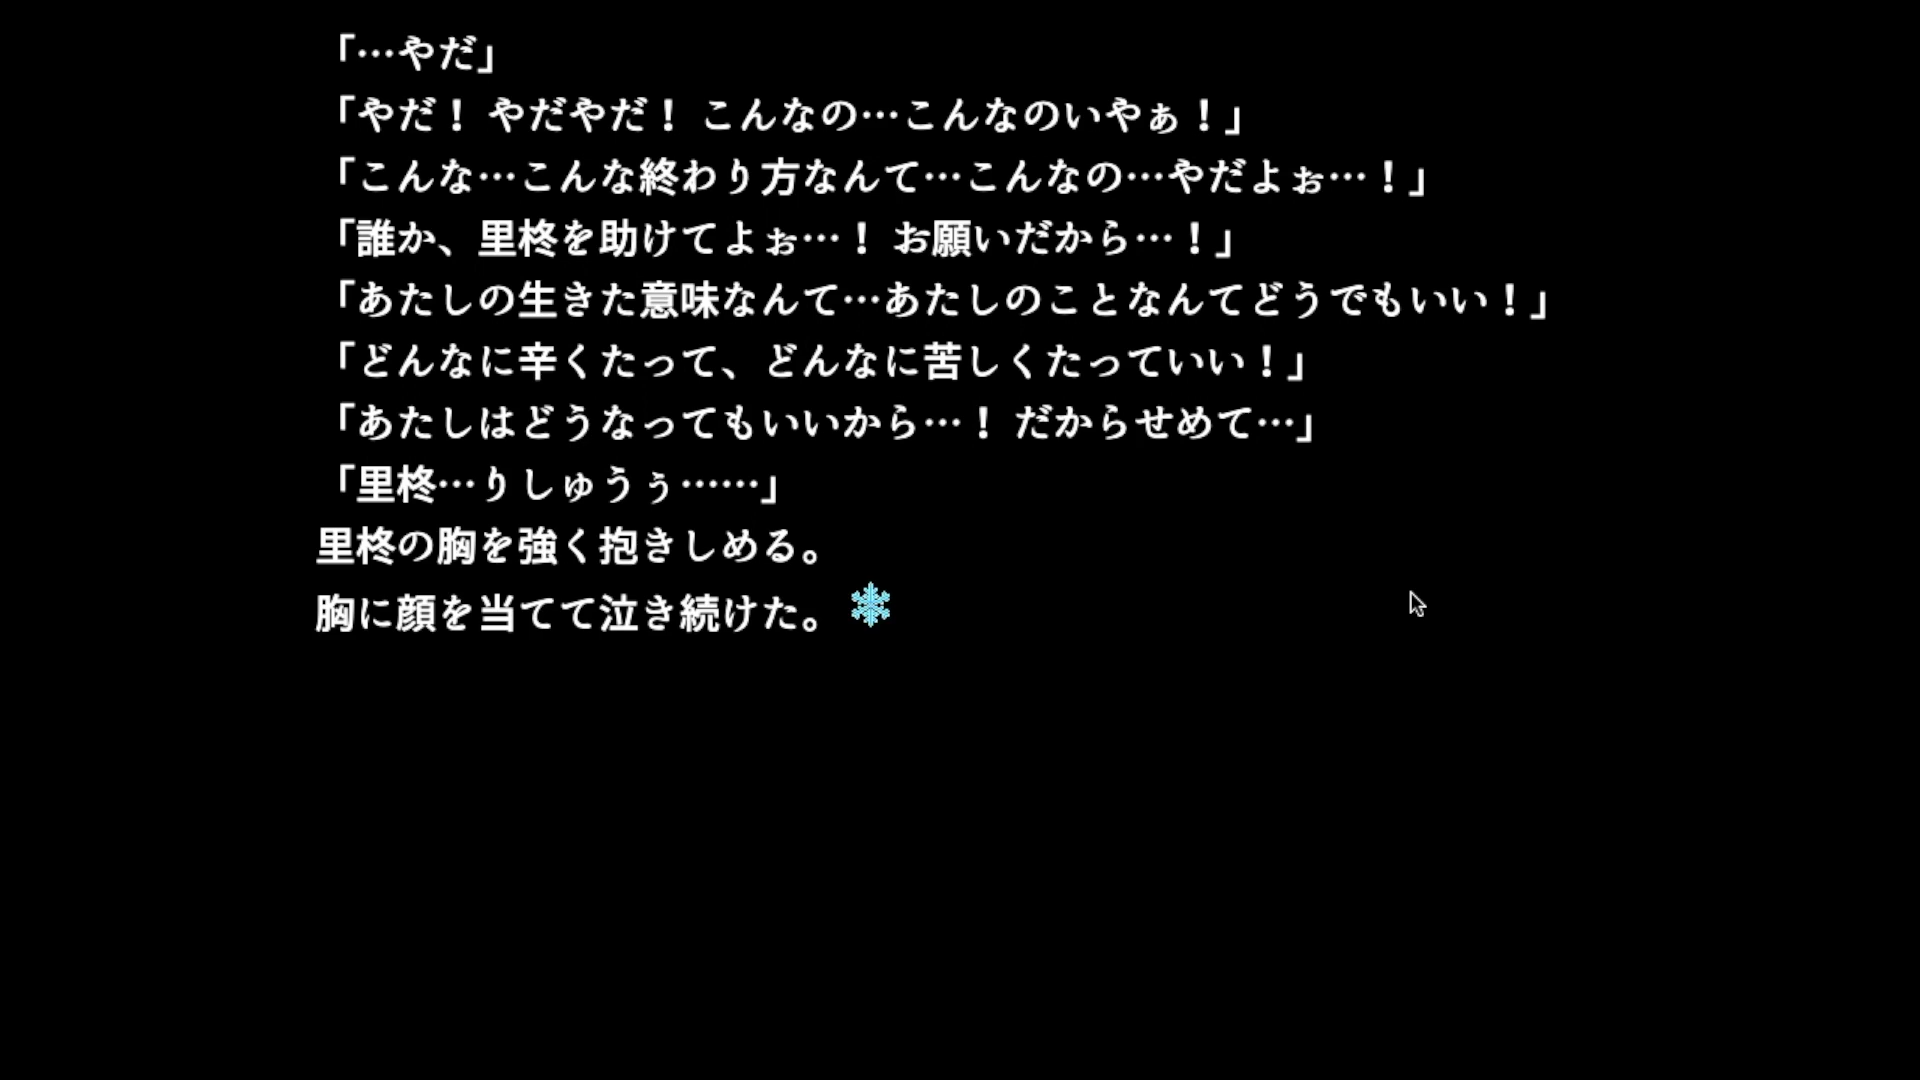 「…やだ」
「やだ！ やだやだ！ こんなの…こんなのいやぁ！」
「こんな…こんな終わり方なんて…こんなの…やだよぉ…！」
「誰か、里柊を助けてよぉ…！ お願いだから…！」
「あたしの生きた意味なんて…あたしのことなんてどうでもいい！」
「どんなに辛くたって、どんなに苦しくたっていい！」
「あたしはどうなってもいいから…！ だからせめて…」
「里柊…りしゅうぅ……」
里柊の胸を強く抱きしめる。
胸に顔を当てて泣き続けた。